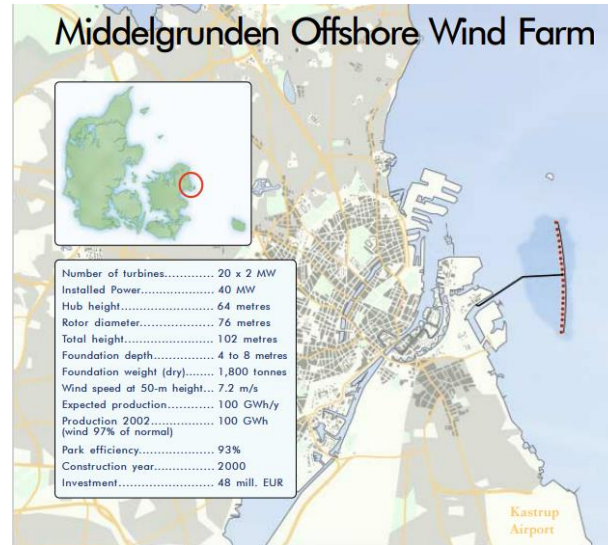 Middelgrunden Offshore Wind Farm
Number of turbines............. 20 x 2 MW
Installed Power................. 40 MW
Hub height....................... 64 metres
Rotor diameter.................. 76 metres
Total height..................... 102 metres
Foundation depth.............. 4 to 8 metres
Foundation weight (dry)....... 1,800 tonnes
Wind speed at 50-m height... 7.2 m/s
Expected production........... 100 GWh/y
Production 2002................ 100 GWh
(wind 97% of normal)
Park efficiency.................. 93%
Construction year............... 2000
Investment....................... 48 mill. EUR
Kastrup
Airport